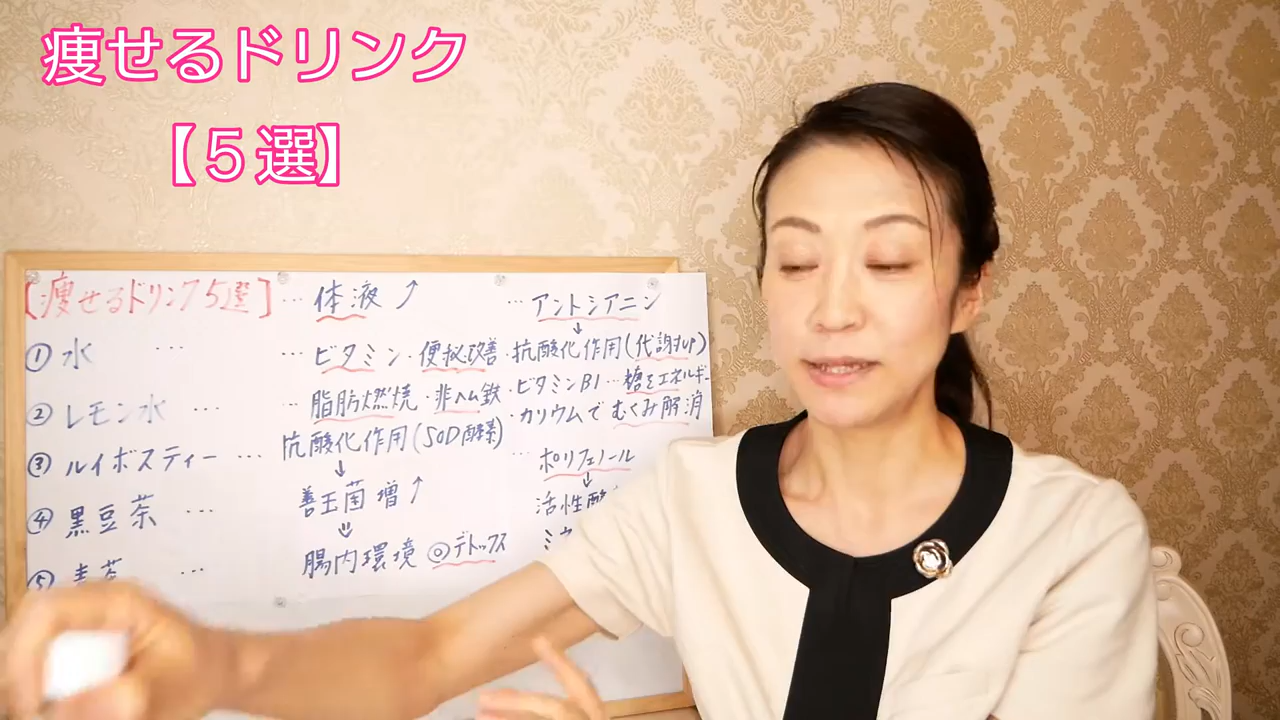 痩せるドリンク
【5選】
【痩せるドリンク5選】
① 水 …
② レモン水 …
③ ルイボスティー …
④ 黒豆茶 …
⑤ …
… 体液↗
… ビタミン・便秘改善
… 脂肪燃焼・非ヘム鉄
抗酸化作用(SOD酵素)
↓
善玉菌増↑
⇓
腸内環境◎デトックス
… アントシアニン
↓
・抗酸化作用(代謝UP)
・ビタミンB1…糖をエネルギー
・カリウムでむくみ解消
… ポリフェノール
↓
活性酸
ミ